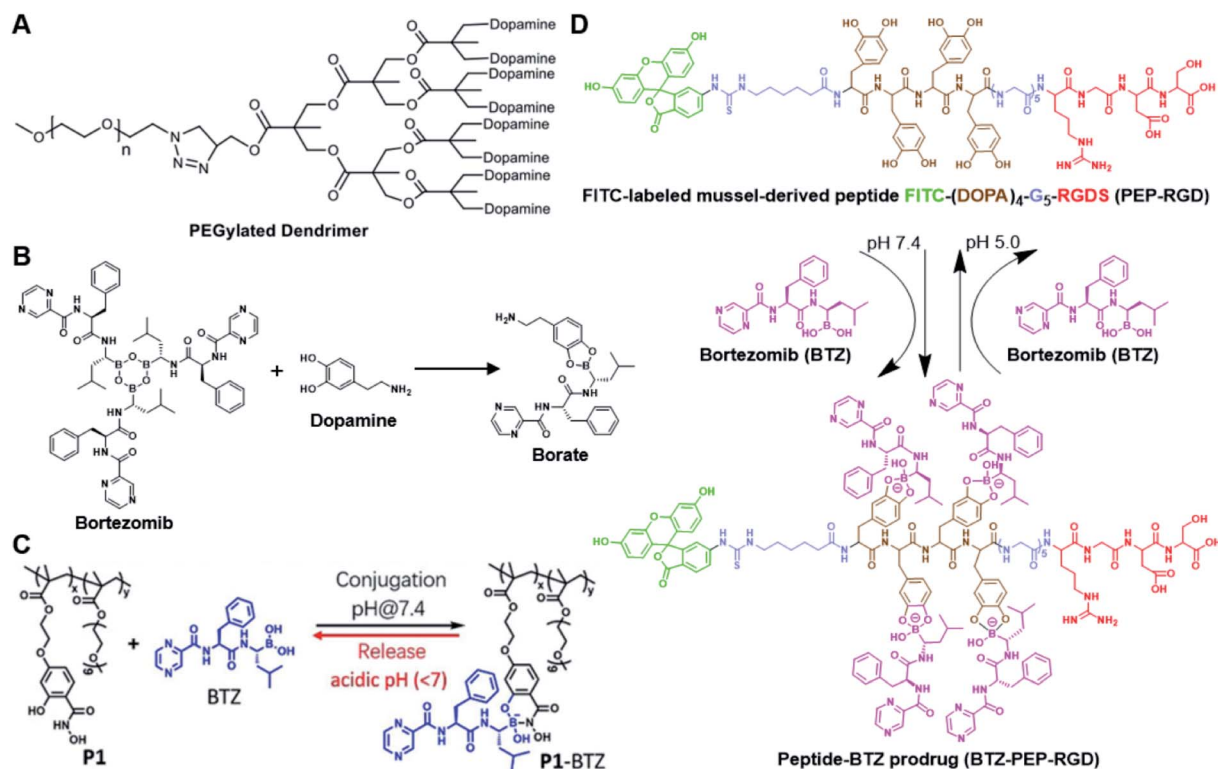 A
Dopamine
Dopamine
Dopamine
Dopamine
Dopamine
Dopamine
Dopamine
Dopamine
PEGylated Dendrimer
B
+
Dopamine
Borate
Bortezomib
C
+
BTZ
P1
Conjugation
pH@7.4
Release
acidic pH (<7)
P1-BTZ
D
FITC-labeled mussel-derived peptide FITC-(DOPA)4-G5-RGDS (PEP-RGD)
pH 7.4
pH 5.0
Bortezomib (BTZ)
Bortezomib (BTZ)
Peptide-BTZ prodrug (BTZ-PEP-RGD)